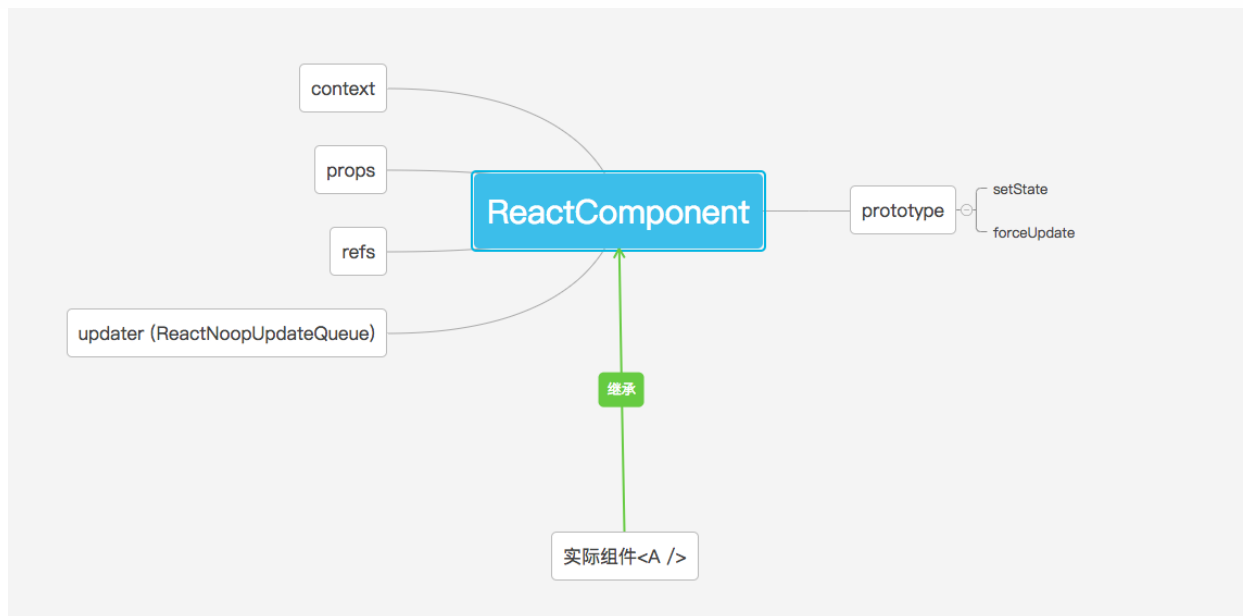 context
props
refs
updater (ReactNoopUpdateQueue)
ReactComponent
prototype
setState
forceUpdate
继承
实际组件<A />